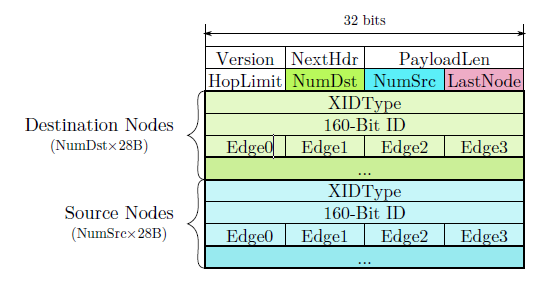 32 bits
Version NextHdr PayloadLen
HopLimit NumDst NumSrc LastNode
XIDType
160-Bit ID
Edge0 Edge1 Edge2 Edge3
...
Destination Nodes
(NumDst×28B)
XIDType
160-Bit ID
Edge0 Edge1 Edge2 Edge3
...
Source Nodes
(NumSrc×28B)